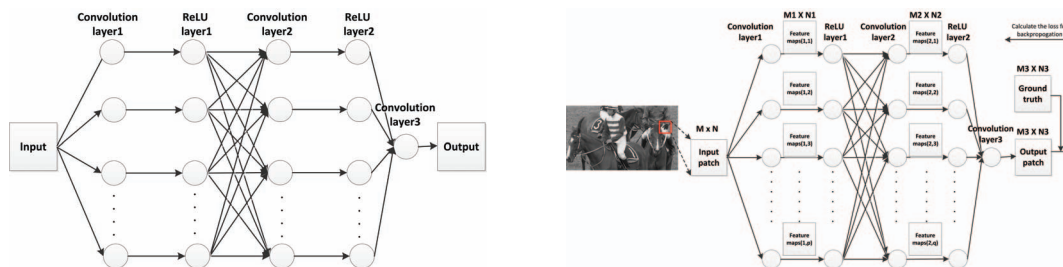 Convolution
layer1
ReLU
layer1
Convolution
layer2
ReLU
layer2
Input
Convolution
layer3
Output
M1 X N1
M2 X N2
Convolution
layer1
Feature
maps(1,1)
ReLU
layer1
Convolution
layer2
Feature
maps(2,1)
ReLU
layer2
Calculate the loss f
backpropagation
Feature
maps(1,2)
Feature
maps(2,2)
M3 X N3
Ground
truth
M x N
Input
patch
Feature
maps(1,3)
Feature
maps(2,3)
Convolution
layer3
M3 X N3
Output
patch
Feature
maps(1,p)
Feature
maps(2,q)